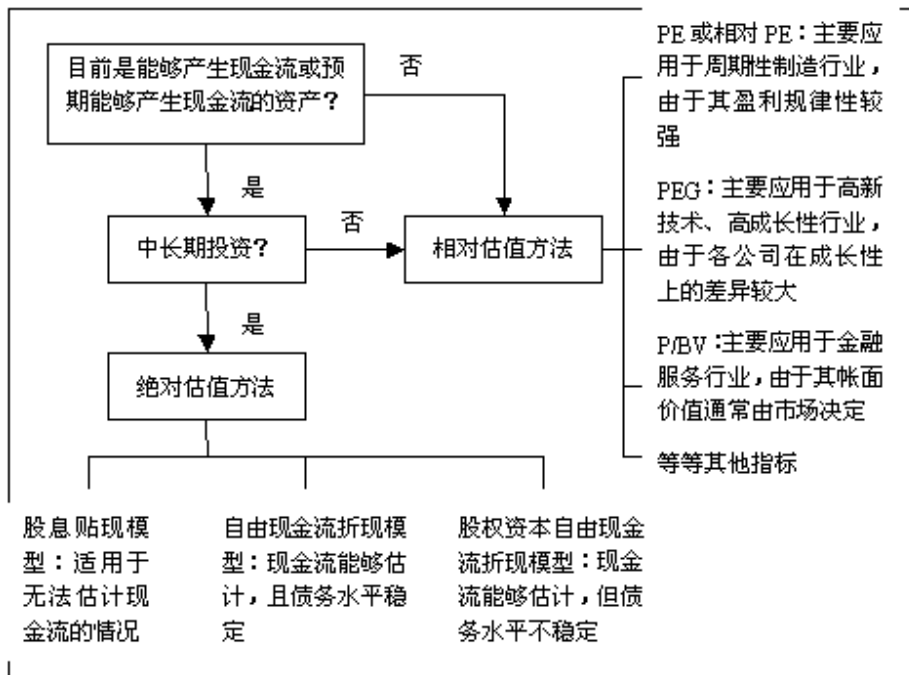 目前是能够产生现金流或预
期能够产生现金流的资产？
否
是
中长期投资？
否
相对估值方法
是
绝对估值方法
PE 或相对 PE：主要应
用于周期性制造行业，
由于其盈利规律性较
强
PEG：主要应用于高新
技术、高成长性行业，
由于各公司在成长性
上的差异较大
P/BV：主要应用于金融
服务行业，由于其帐面
价值通常由市场决定
等等其他指标
股息贴现模
型：适用于
无法估计现
金流的情况
自由现金流折现模
型：现金流能够估
计，且债务水平稳
定
股权资本自由现金
流折现模型：现金
流能够估计，但债
务水平不稳定